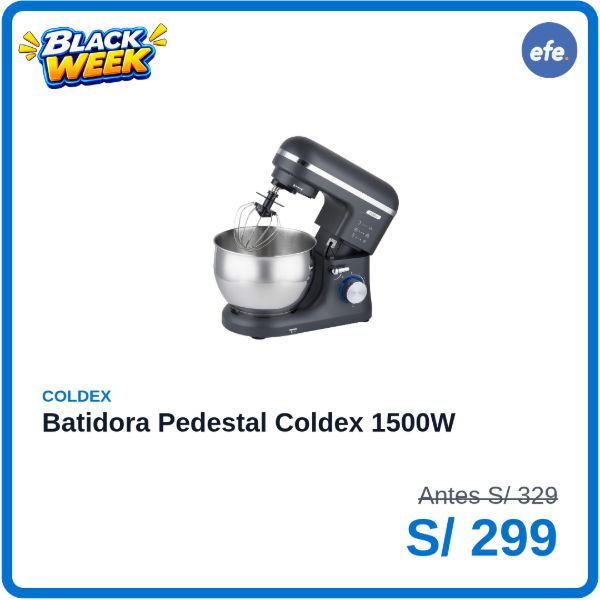 BLACK
WEEK
efe.
COLDEX
Batidora Pedestal Coldex 1500W
Antes S/ 329
S/ 299